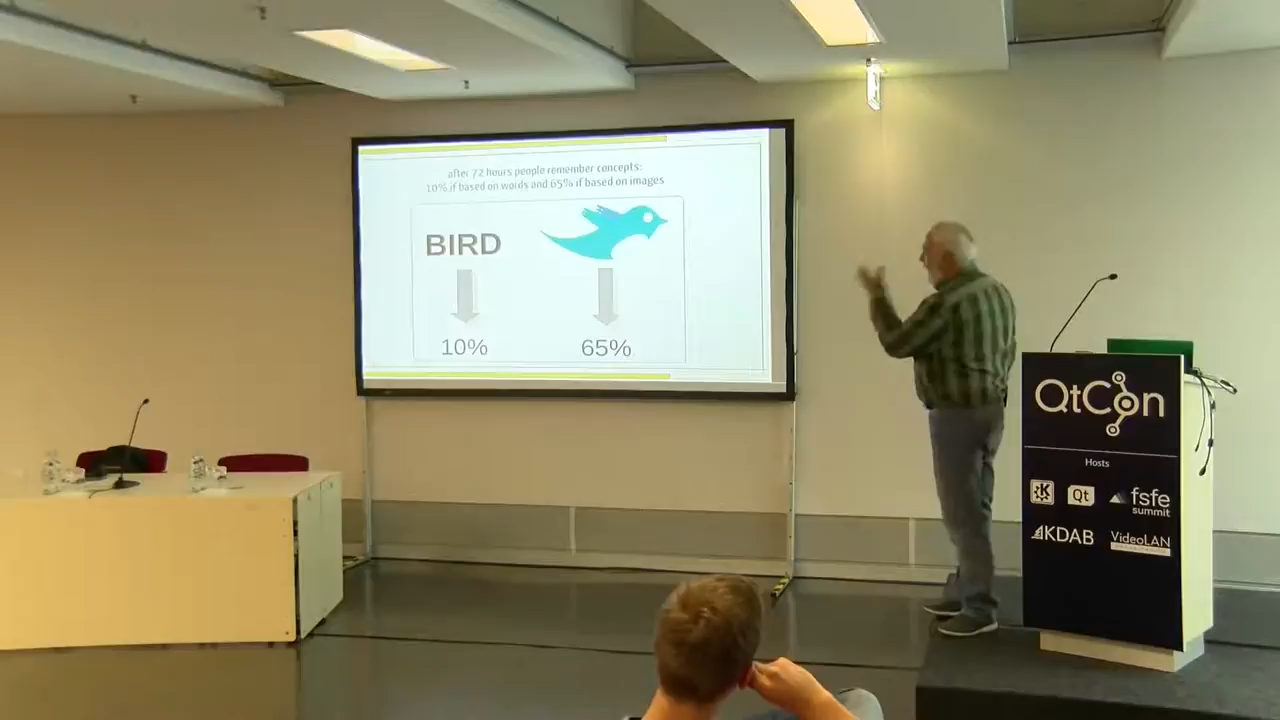 after 72 hours people remember concepts:
10% if based on words and 65% if based on images
BIRD
10%
65%
QtCon
Hosts
Qt
fsfe
summit
KDAB
VideoLAN